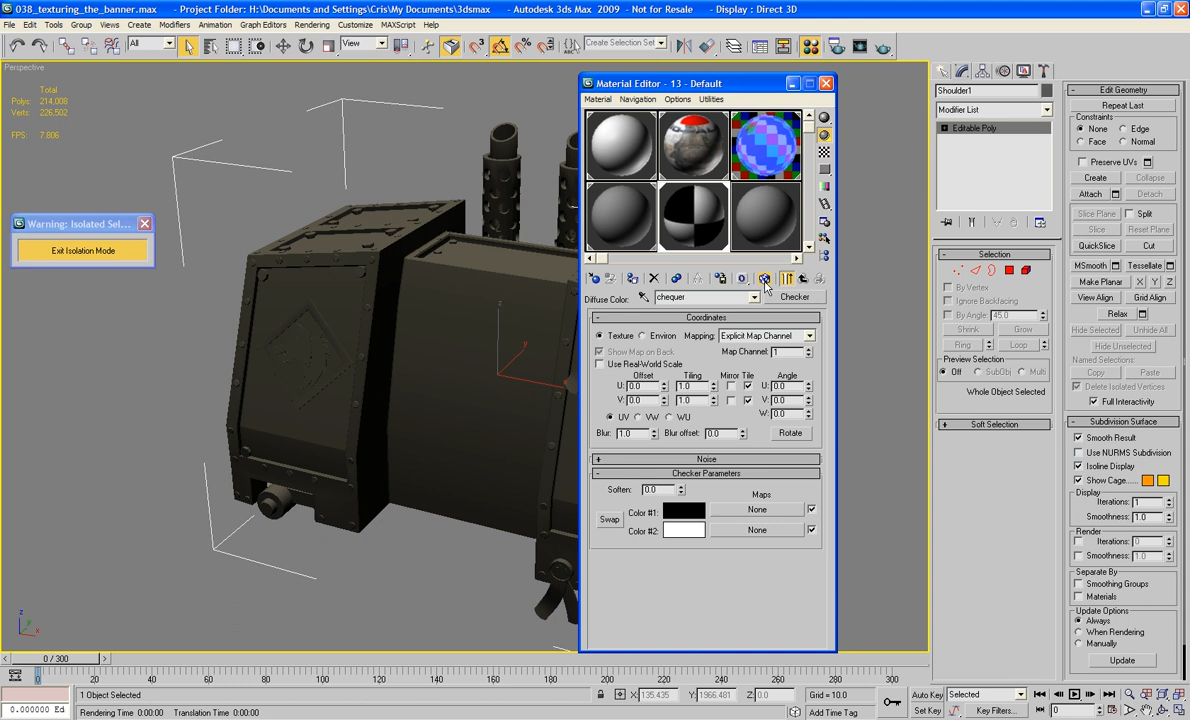 038_texturing_the_banner.max - Project Folder: H:\Documents and Settings\Cris\My Documents\3dsmax - Autodesk 3ds Max 2009 - Not for Resale - Display : Direct 3D
File Edit Tools Group Views Create Modifiers Animation Graph Editors Rendering Customize MAXScript Help
All View Create Selection Set
Perspective
Total
Polys: 214,008
Verts: 226,502
FPS: 7.806
Warning: Isolated Sel...
Exit Isolation Mode
Material Editor - 13 - Default
Material Navigation Options Utilities
Diffuse Color: chequer Checker
- Coordinates
Texture Environ Mapping: Explicit Map Channel
Show Map on Back Map Channel: 1
Use Real-World Scale
Offset Tiling Mirror Tile Angle
U: 0.0 1.0 U: 0.0
V: 0.0 1.0 V: 0.0
UV VW WU W: 0.0
Blur: 1.0 Blur offset: 0.0 Rotate
+ Noise
- Checker Parameters
Soften: 0.0 Maps
Swap Color #1: None
Color #2: None
Shoulder1
Modifier List
Editable Poly
- Selection
By Vertex
Ignore Backfacing
By Angle: 45.0
Shrink Grow
Ring Loop
Preview Selection
Off SubObj Multi
Whole Object Selected
+ Soft Selection
- Edit Geometry
Repeat Last
Constraints
None Edge
Face Normal
Preserve UVs
Create Collapse
Attach Detach
Slice Plane Split
Slice Reset Plane
QuickSlice Cut
MSmooth Tessellate
Make Planar X Y Z
View Align Grid Align
Relax
Hide Selected Unhide All
Hide Unselected
Named Selections:
Copy Paste
Delete Isolated Vertices
Full Interactivity
- Subdivision Surface
Smooth Result
Use NURMS Subdivision
Isoline Display
Show Cage......
Display
Iterations: 1
Smoothness: 1.0
Render
Iterations: 0
Smoothness: 1.0
Separate By
Smoothing Groups
Materials
Update Options
Always
When Rendering
Manually
Update
z
y
x
z
x
0 / 300
0 20 40 60 80 100 120 140 160 180 200 220 240 260 280 300
1 Object Selected X: 135.435 Y: 1966.481 Z: 0.0 Grid = 10.0 Auto Key Selected
0.000000 Ed Rendering Time 0:00:00 Translation Time 0:00:00 Add Time Tag Set Key Key Filters... 0